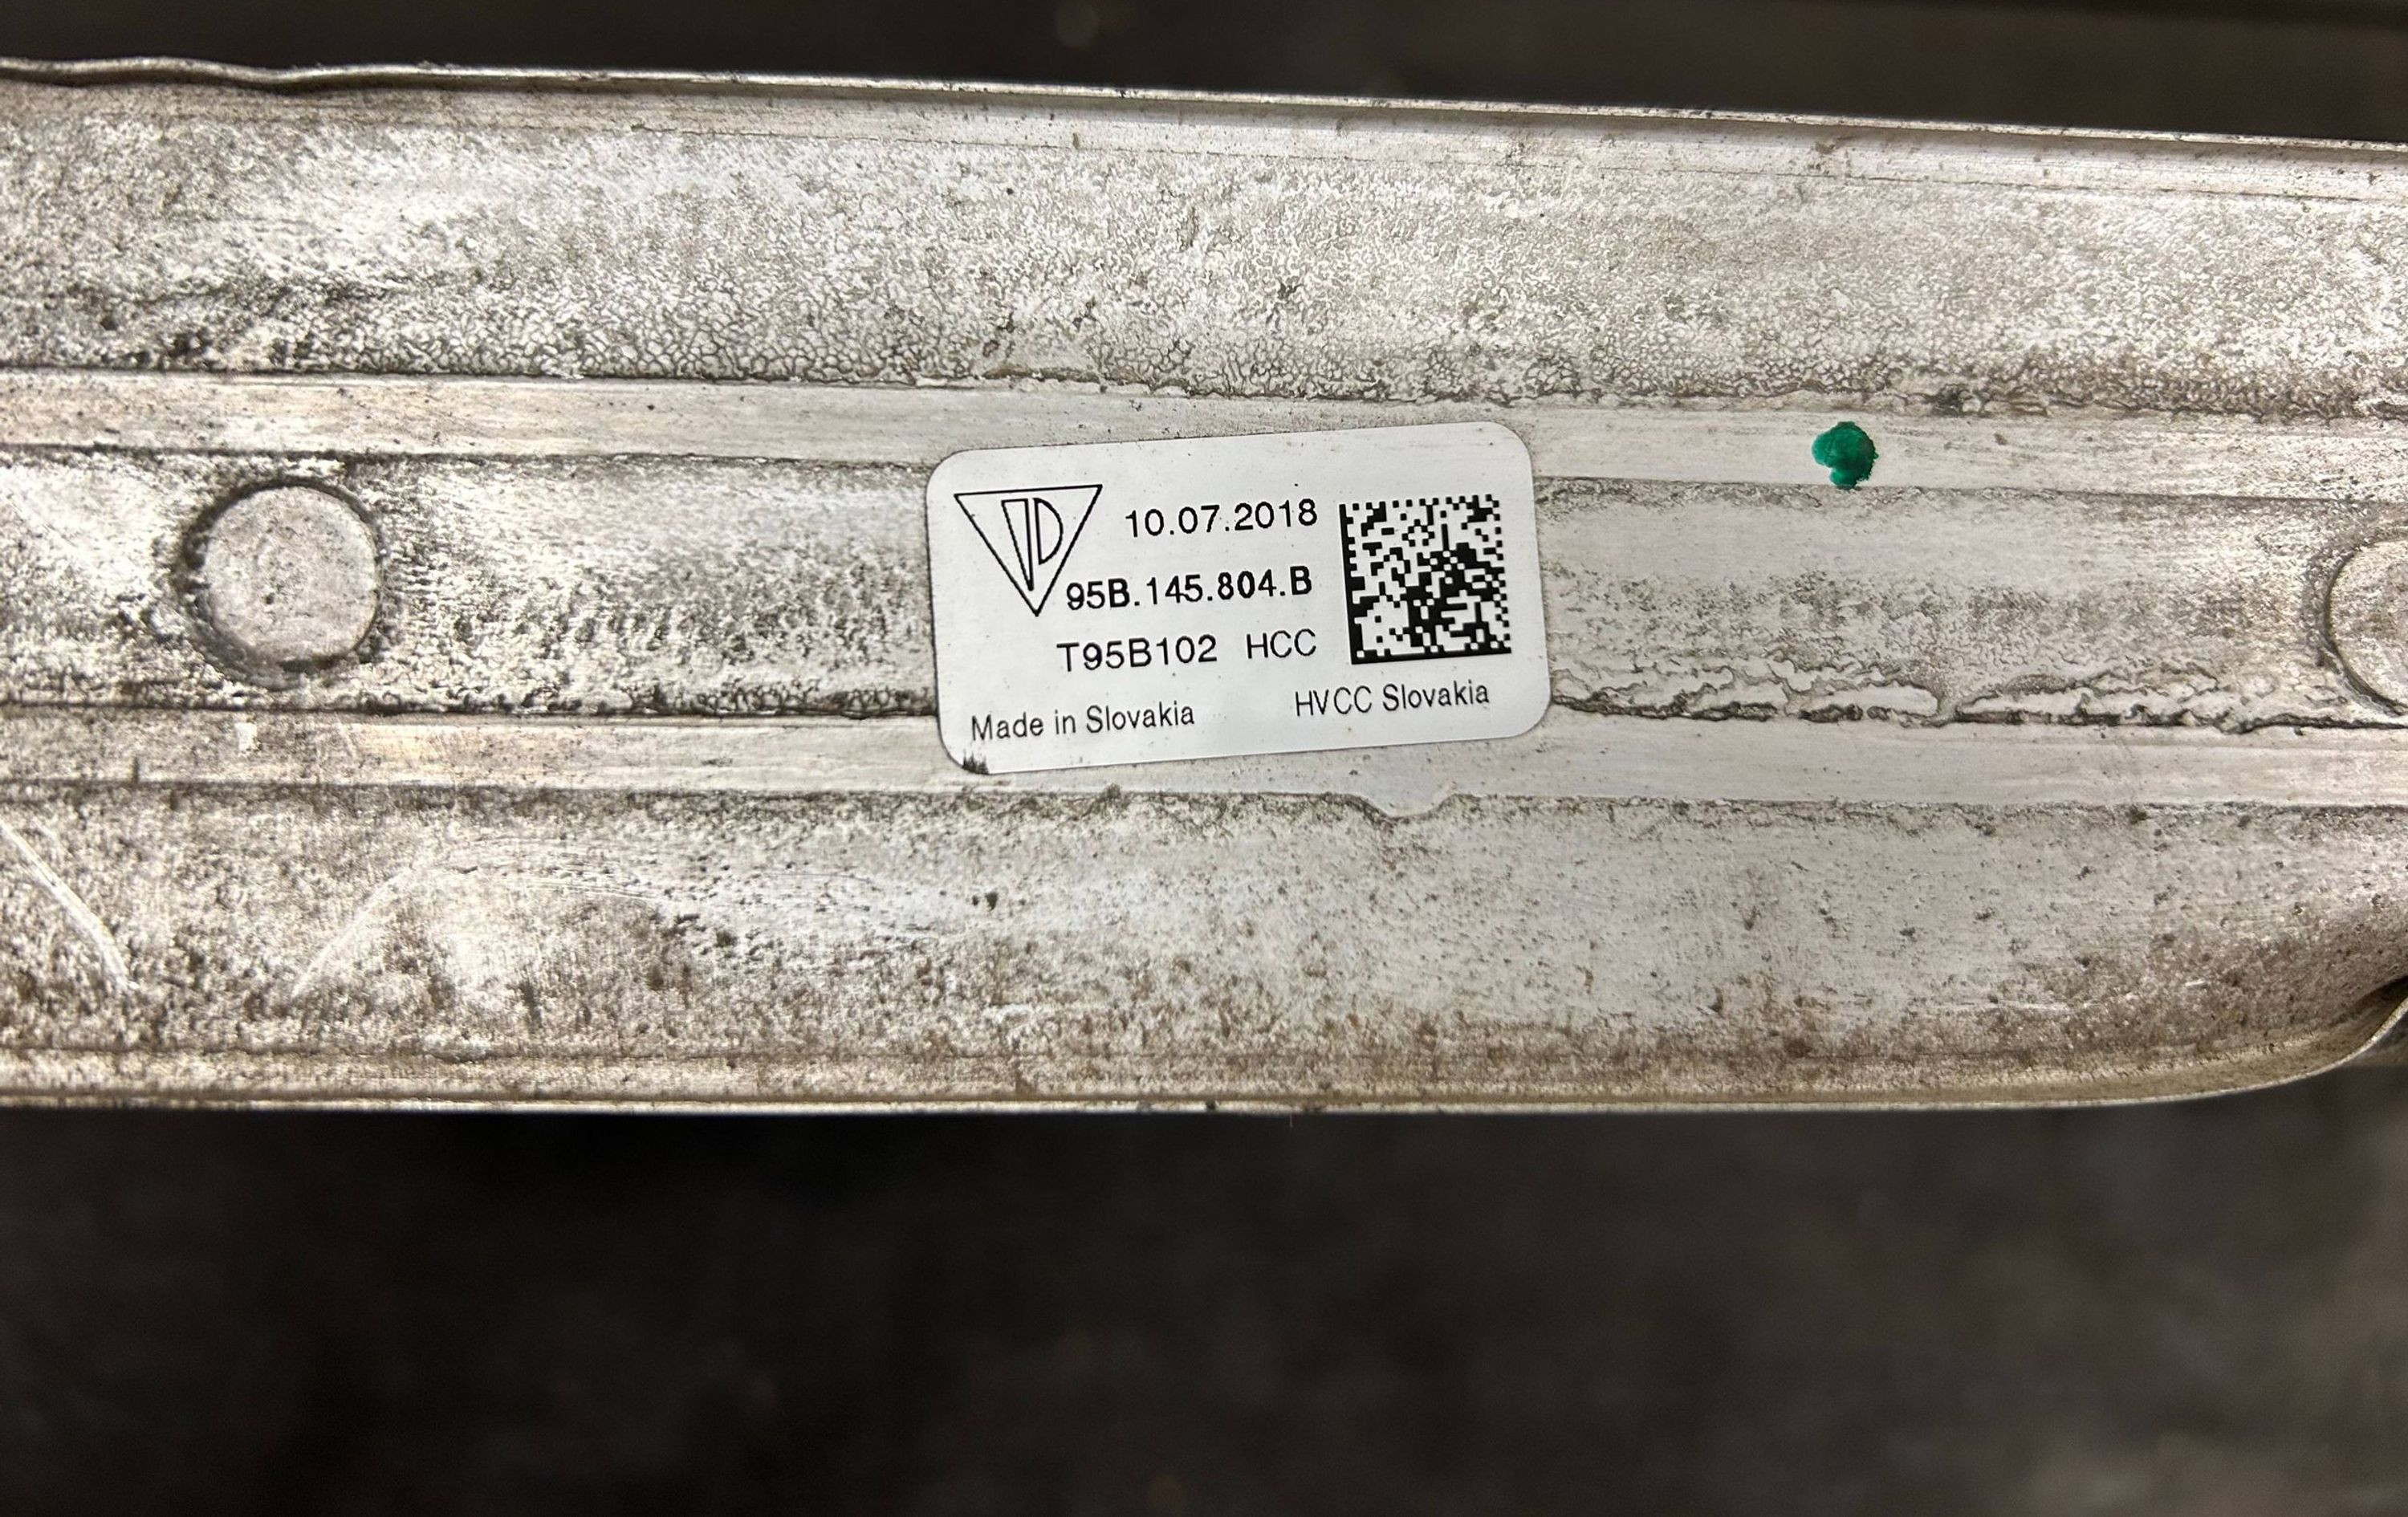 10.07.2018
95B.145.804.B
T95B102 HCC
Made in Slovakia HVCC Slovakia